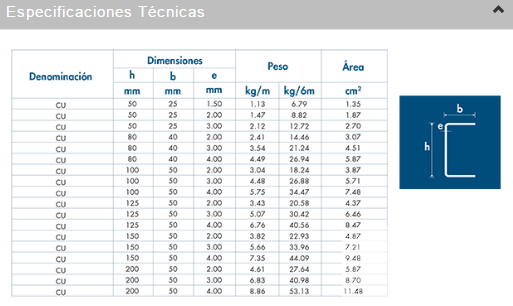 Especificaciones Técnicas
Denominación Dimensiones Peso Área
h b e
mm mm mm kg/m kg/6m cm²
CU 50 25 1.50 1.13 6.79 1.35
CU 50 25 2.00 1.47 8.82 1.87
CU 50 25 3.00 2.12 12.72 2.70
CU 80 40 2.00 2.41 14.46 3.07
CU 80 40 3.00 3.54 21.24 4.51
CU 80 40 4.00 4.49 26.94 5.87
CU 100 50 2.00 3.04 18.24 3.87
CU 100 50 3.00 4.48 26.88 5.71
CU 100 50 4.00 5.75 34.47 7.48
CU 125 50 2.00 3.43 20.58 4.37
CU 125 50 3.00 5.07 30.42 6.46
CU 125 50 4.00 6.76 40.56 8.47
CU 150 50 2.00 3.82 22.93 4.87
CU 150 50 3.00 5.66 33.96 7.21
CU 150 50 4.00 7.35 44.09 9.48
CU 200 50 2.00 4.61 27.64 5.87
CU 200 50 3.00 6.83 40.98 8.70
CU 200 50 4.00 8.86 53.13 11.48
b
e
h